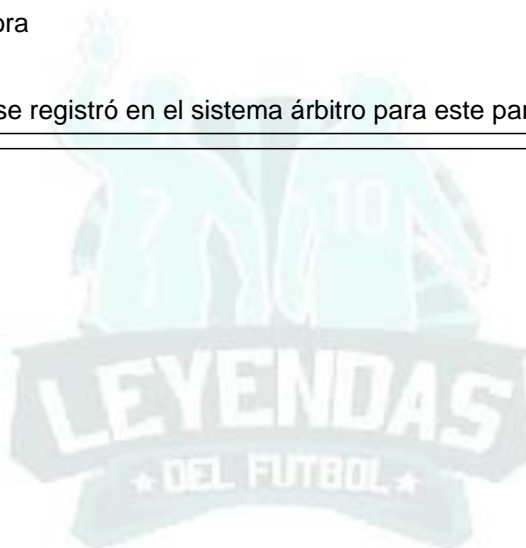 ora
se registró en el sistema árbitro para este par
7
10
LEYENDAS
★ DEL FUTBOL ★